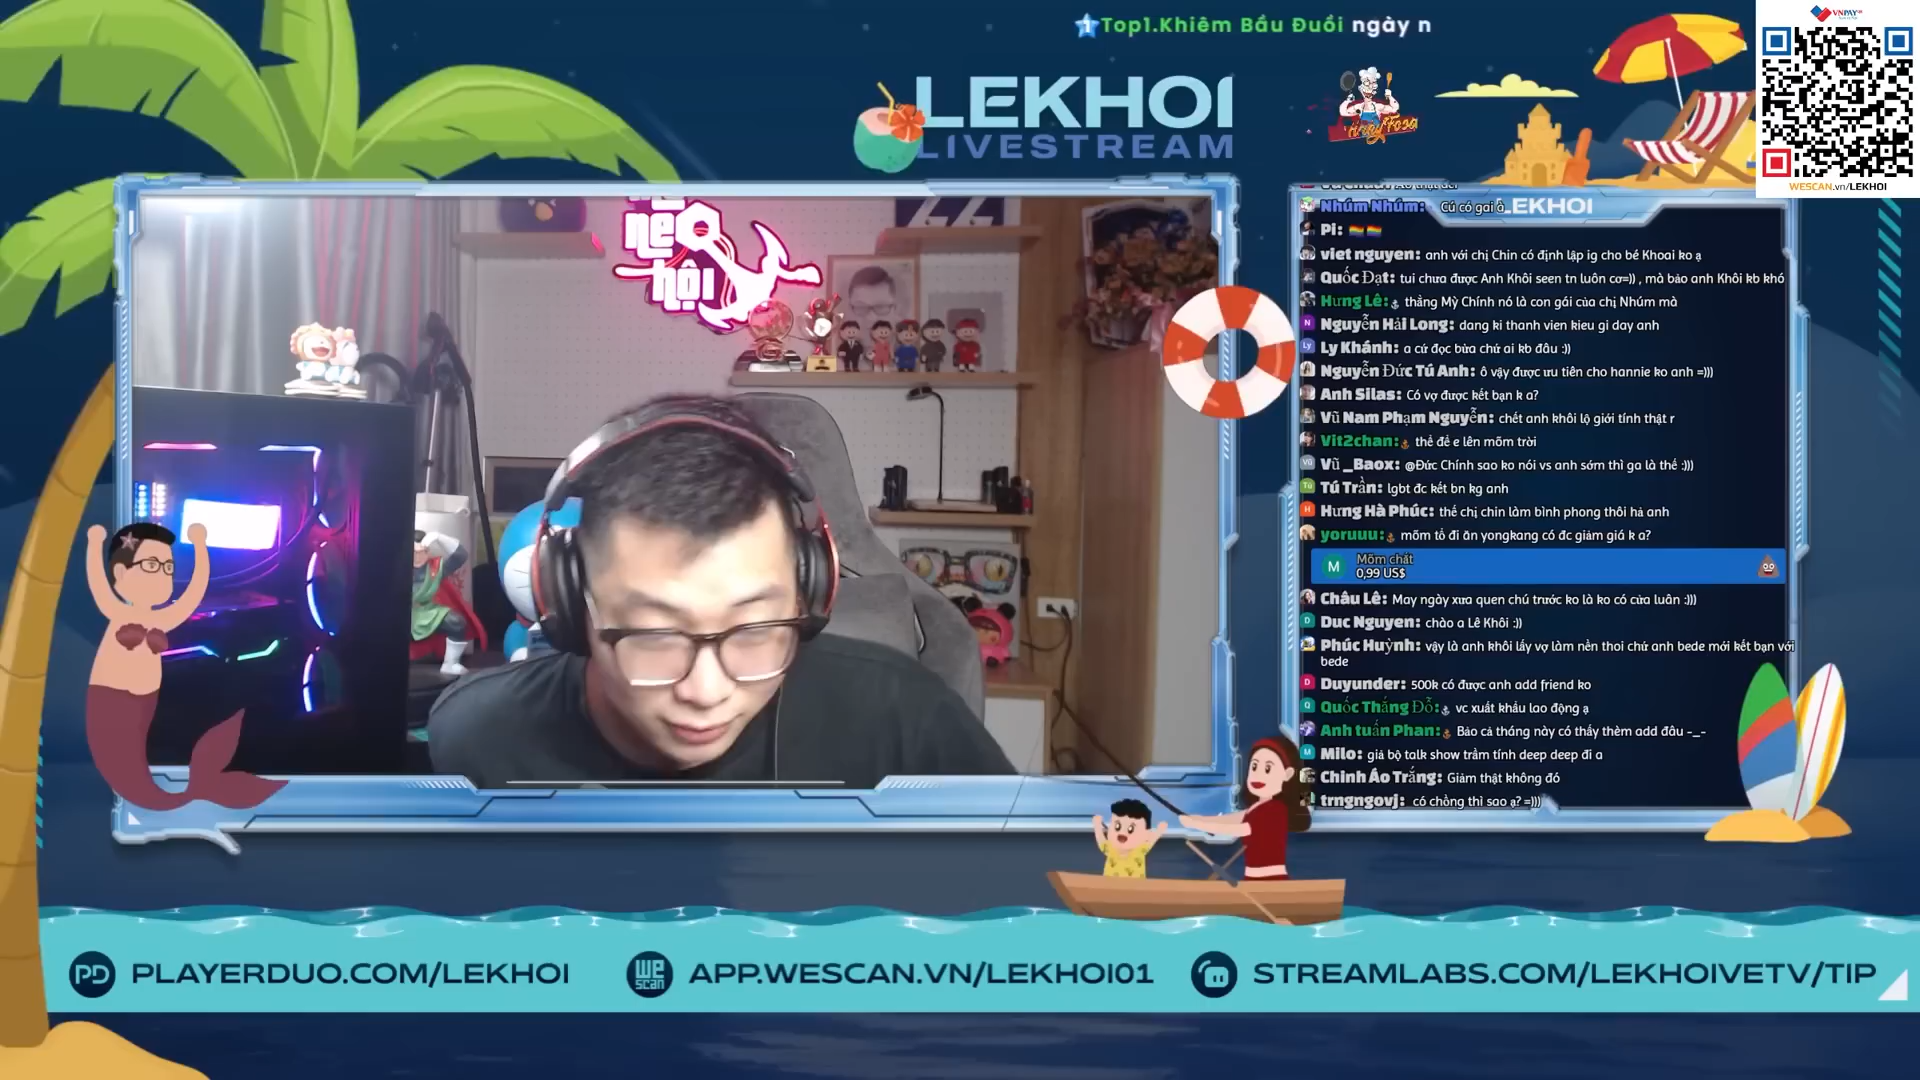 Top1.Khiêm Bầu Đuồi ngày n
VNPAY
WESCAN.vn/LEKHOI
LEKHOI
LIVESTREAM
LEKHOI
neo
hội
Nhúm Nhúm: Cú có gai à
Pi: 🏳️‍🌈🏳️‍🌈
viet nguyen: anh với chị Chin có định lập ig cho bé Khoai ko ạ
Quốc Đạt: tui chưa được Anh Khôi seen tn luôn cơ=)) , mà bảo anh Khôi kb khó
Hưng Lê: thằng Mỳ Chính nó là con gái của chị Nhúm mà
Nguyễn Hải Long: dang ki thanh vien kieu gi day anh
Ly Khánh: a cứ đọc bừa chứ ai kb đâu :))
Nguyễn Đức Tú Anh: ô vậy được ưu tiên cho hannie ko anh =)))
Anh Silas: Có vợ được kết bạn k a?
Vũ Nam Phạm Nguyễn: chết anh khôi lộ giới tính thật r
Vit2chan: thể để e lên mõm trời
Vũ _Baox: @Đức Chính sao ko nói vs anh sớm thì ga là thế :)))
Tú Trần: lgbt đc kết bn kg anh
Hưng Hà Phúc: thế chị chin làm bình phong thôi hả anh
yoruuu: mõm tổ đi ăn yongkang có đc giảm giá k a?
M Mõm chất
0,99 US$
Châu Lê: May ngày xưa quen chú trước ko là ko có cửa luôn :)))
Duc Nguyen: chào a Lê Khôi :))
Phúc Huỳnh: vậy là anh khôi lấy vợ làm nền thoi chứ anh bede mới kết bạn với
bede
Duyunder: 500k có được anh add friend ko
Quốc Thắng Đỗ: vc xuất khẩu lao động ạ
Anh tuấn Phan: Bảo cả tháng này có thấy thèm add đâu -_-
Milo: giả bộ talk show trầm tính deep deep đi a
Chinh Áo Trắng: Giảm thật không đó
trngngovj: có chồng thì sao ạ? =)))
PD PLAYERDUO.COM/LEKHOI
we scan APP.WESCAN.VN/LEKHOI01
STREAMLABS.COM/LEKHOIVETV/TIP